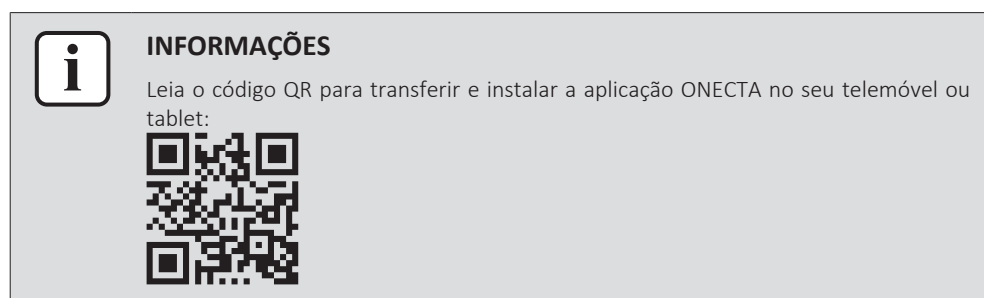 i
INFORMAÇÕES
Leia o código QR para transferir e instalar a aplicação ONECTA no seu telemóvel ou
tablet: